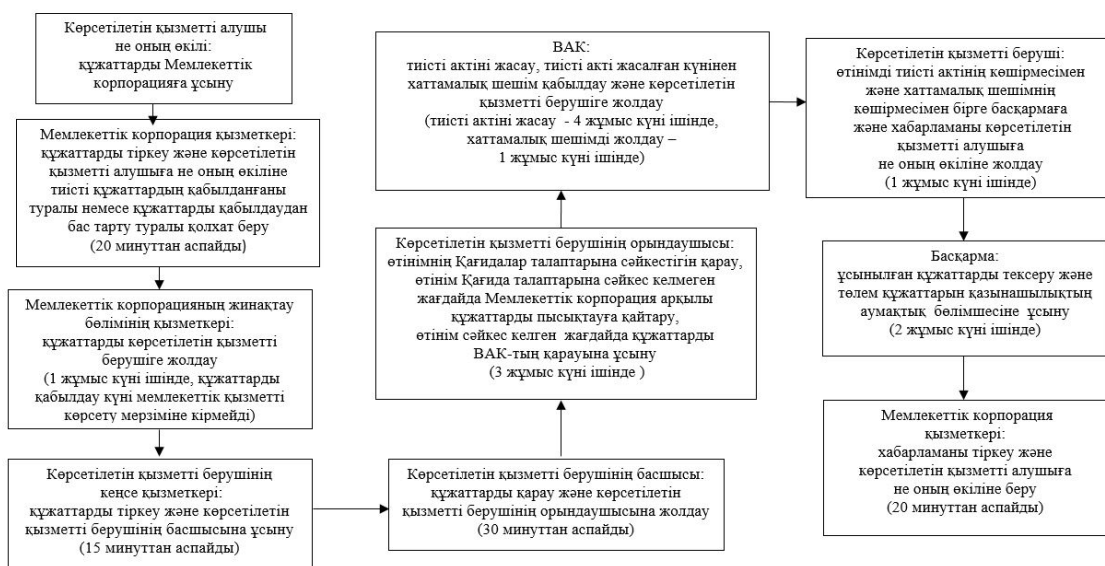 Көрсетілетін қызметті алушы
не оның өкілі:
құжаттарды Мемлекеттік
корпорацияға ұсыну
Мемлекеттік корпорация қызметкері:
құжаттарды тіркеу және көрсетілетін
қызметті алушыға не оның өкіліне
тиісті құжаттардың қабылданғаны
туралы немесе құжаттарды қабылдаудан
бас тарту туралы қолхат беру
(20 минуттан аспайды)
Мемлекеттік корпорацияның жинақтау
бөлімінің қызметкері:
құжаттарды көрсетілетін қызметті
берушіге жолдау
(1 жұмыс күні ішінде, құжаттарды
қабылдау күні мемлекеттік қызметті
көрсету мерзіміне кірмейді)
Көрсетілетін қызметті берушінің
кеңсе қызметкері:
құжаттарды тіркеу және көрсетілетін
қызметті берушінің басшысына ұсыну
(15 минуттан аспайды)
Көрсетілетін қызметті берушінің басшысы:
құжаттарды қарау және көрсетілетін
қызметті берушінің орындаушысына жолдау
(30 минуттан аспайды)
Көрсетілетін қызметті берушінің орындаушысы:
өтінімнің Қағидалар талаптарына сәйкестігін қарау,
өтінім Қағида талаптарына сәйкес келмеген
жағдайда Мемлекеттік корпорация арқылы
құжаттарды пысықтауға қайтару,
өтінім сәйкес келген жағдайда құжаттарды
ВАК-тың қарауына ұсыну
(3 жұмыс күні ішінде )
ВАК:
тиісті актіні жасау, тиісті акті жасалған күнінен
хаттамалық шешім қабылдау және көрсетілетін
қызметті берушіге жолдау
(тиісті актіні жасау - 4 жұмыс күні ішінде,
хаттамалық шешімді жолдау –
1 жұмыс күні ішінде)
Көрсетілетін қызметті беруші:
өтінімді тиісті актінің көшірмесімен
және хаттамалық шешімнің
көшірмесімен бірге басқармаға
және хабарламаны көрсетілетін
қызметті алушыға
не оның өкіліне жолдау
(1 жұмыс күні ішінде)
Басқарма:
ұсынылған құжаттарды тексеру және
төлем құжаттарын қазынашылықтың
аумақтық бөлімшесіне ұсыну
(2 жұмыс күні ішінде)
Мемлекеттік корпорация
қызметкері:
хабарламаны тіркеу және
көрсетілетін қызметті алушыға
не оның өкіліне беру
(20 минуттан аспайды)